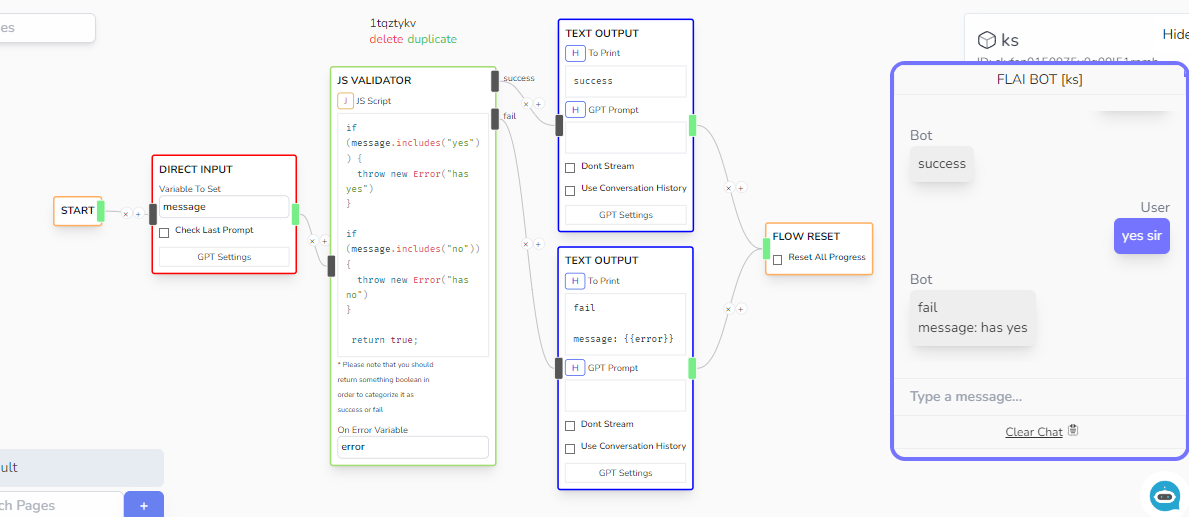 es
1tqztykv
delete duplicate
START
DIRECT INPUT
Variable To Set
message
Check Last Prompt
GPT Settings
JS VALIDATOR
J JS Script
if
(message.includes("yes")
) {
throw new Error("has
yes")
}
if
(message.includes("no"))
{
throw new Error("has
no")
}
return true;
* Please note that you should
return something boolean in
order to categorize it as
success or fail
On Error Variable
error
success
fail
TEXT OUTPUT
H To Print
success
H GPT Prompt
Dont Stream
Use Conversation History
GPT Settings
TEXT OUTPUT
H To Print
fail
message: {{error}}
H GPT Prompt
Dont Stream
Use Conversation History
GPT Settings
FLOW RESET
Reset All Progress
ks
Hide
FLAI BOT [ks]
Bot
success
User
yes sir
Bot
fail
message: has yes
Type a message...
Clear Chat
ult
ch Pages
+